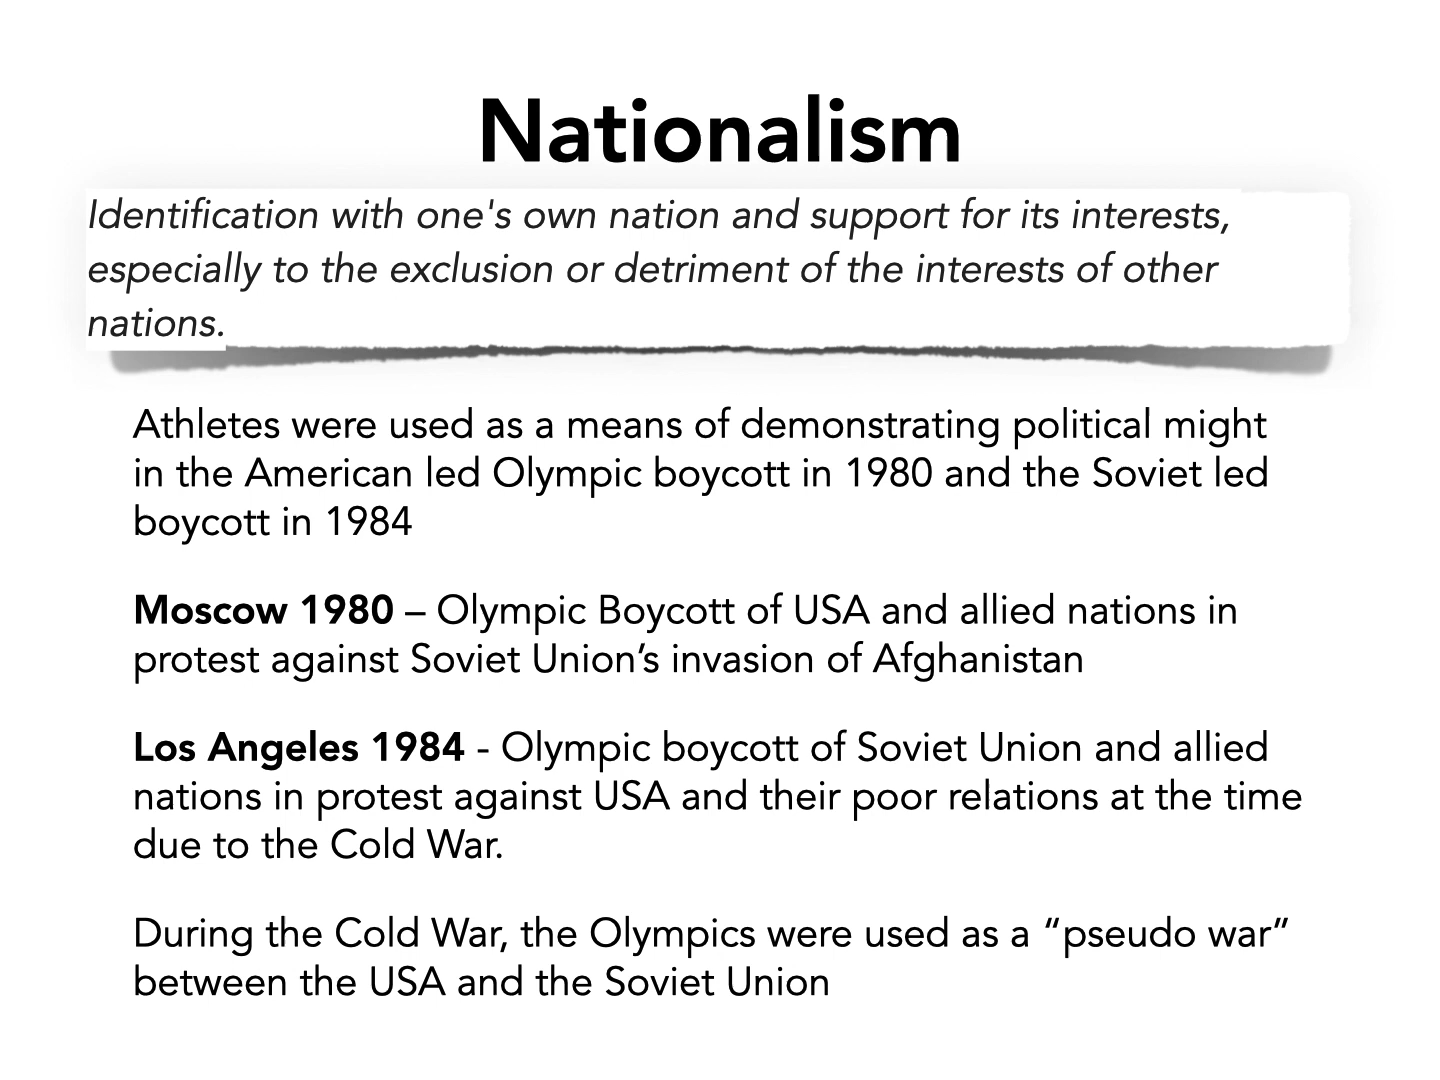 Nationalism
Identification with one's own nation and support for its interests,
especially to the exclusion or detriment of the interests of other
nations.
Athletes were used as a means of demonstrating political might
in the American led Olympic boycott in 1980 and the Soviet led
boycott in 1984
Moscow 1980 – Olympic Boycott of USA and allied nations in
protest against Soviet Union’s invasion of Afghanistan
Los Angeles 1984 - Olympic boycott of Soviet Union and allied
nations in protest against USA and their poor relations at the time
due to the Cold War.
During the Cold War, the Olympics were used as a “pseudo war”
between the USA and the Soviet Union